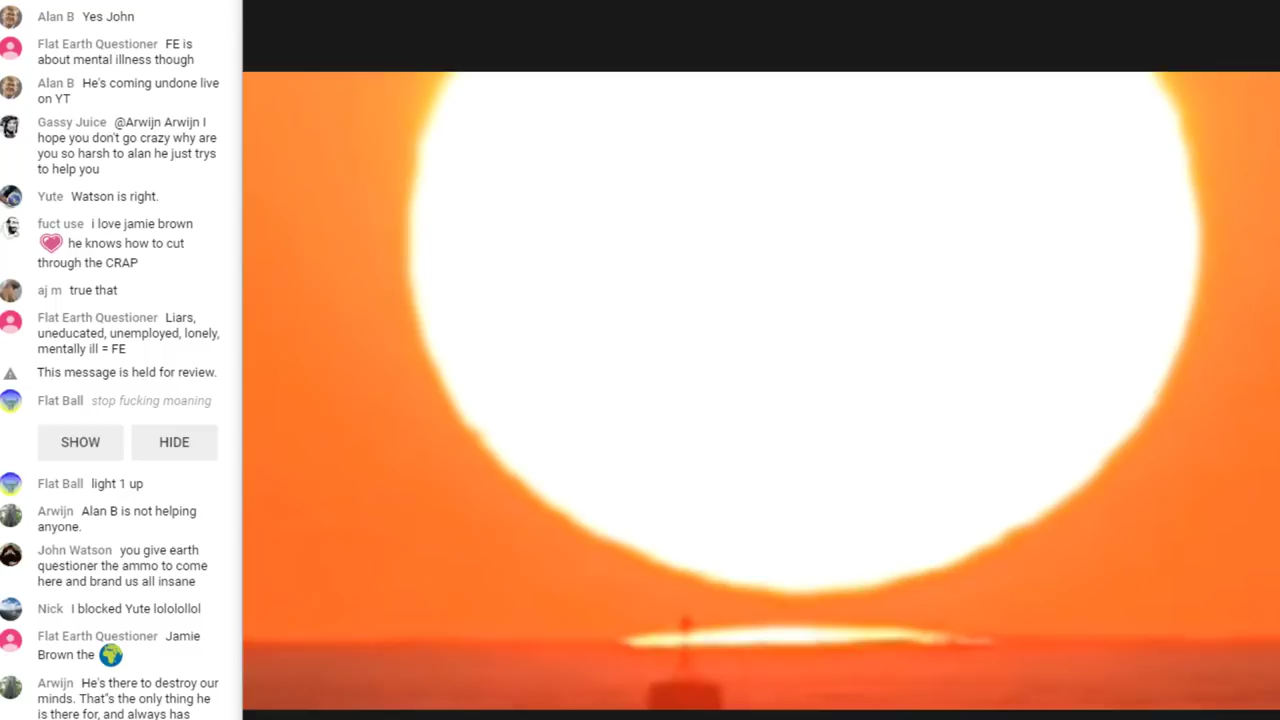 Alan B Yes John
Flat Earth Questioner FE is
about mental illness though
Alan B He's coming undone live
on YT
Gassy Juice @Arwijn Arwijn I
hope you don't go crazy why are
you so harsh to alan he just trys
to help you
Yute Watson is right.
fuct use i love jamie brown
he knows how to cut
through the CRAP
aj m true that
Flat Earth Questioner Liars,
uneducated, unemployed, lonely,
mentally ill = FE
This message is held for review.
Flat Ball stop fucking moaning
SHOW HIDE
Flat Ball light 1 up
Arwijn Alan B is not helping
anyone.
John Watson you give earth
questioner the ammo to come
here and brand us all insane
Nick I blocked Yute lololollol
Flat Earth Questioner Jamie
Brown the
Arwijn He's there to destroy our
minds. That"s the only thing he
is there for, and always has